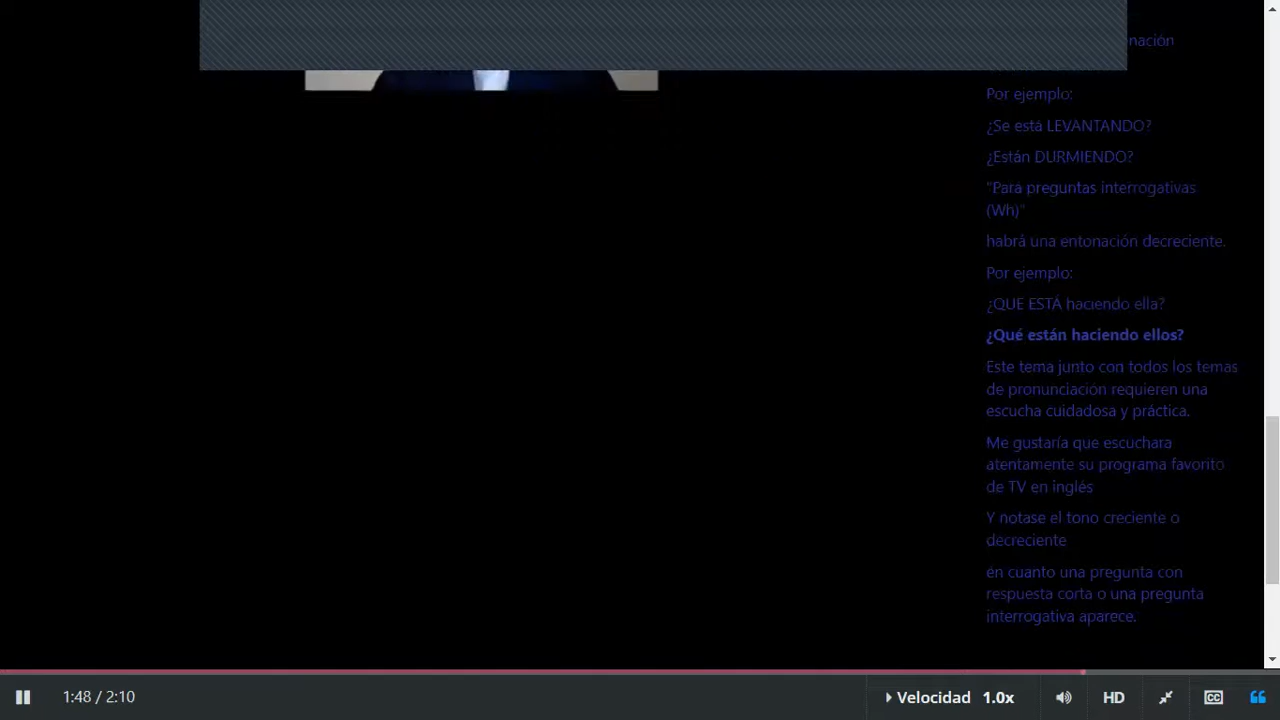 nación
Por ejemplo:
¿Se está LEVANTANDO?
¿Están DURMIENDO?
"Para preguntas interrogativas
(Wh)"
habrá una entonación decreciente.
Por ejemplo:
¿QUE ESTÁ haciendo ella?
¿Qué están haciendo ellos?
Este tema junto con todos los temas
de pronunciación requieren una
escucha cuidadosa y práctica.
Me gustaría que escuchara
atentamente su programa favorito
de TV en inglés
Y notase el tono creciente o
decreciente
en cuanto una pregunta con
respuesta corta o una pregunta
interrogativa aparece.
1:48 / 2:10 Velocidad 1.0x HD CC